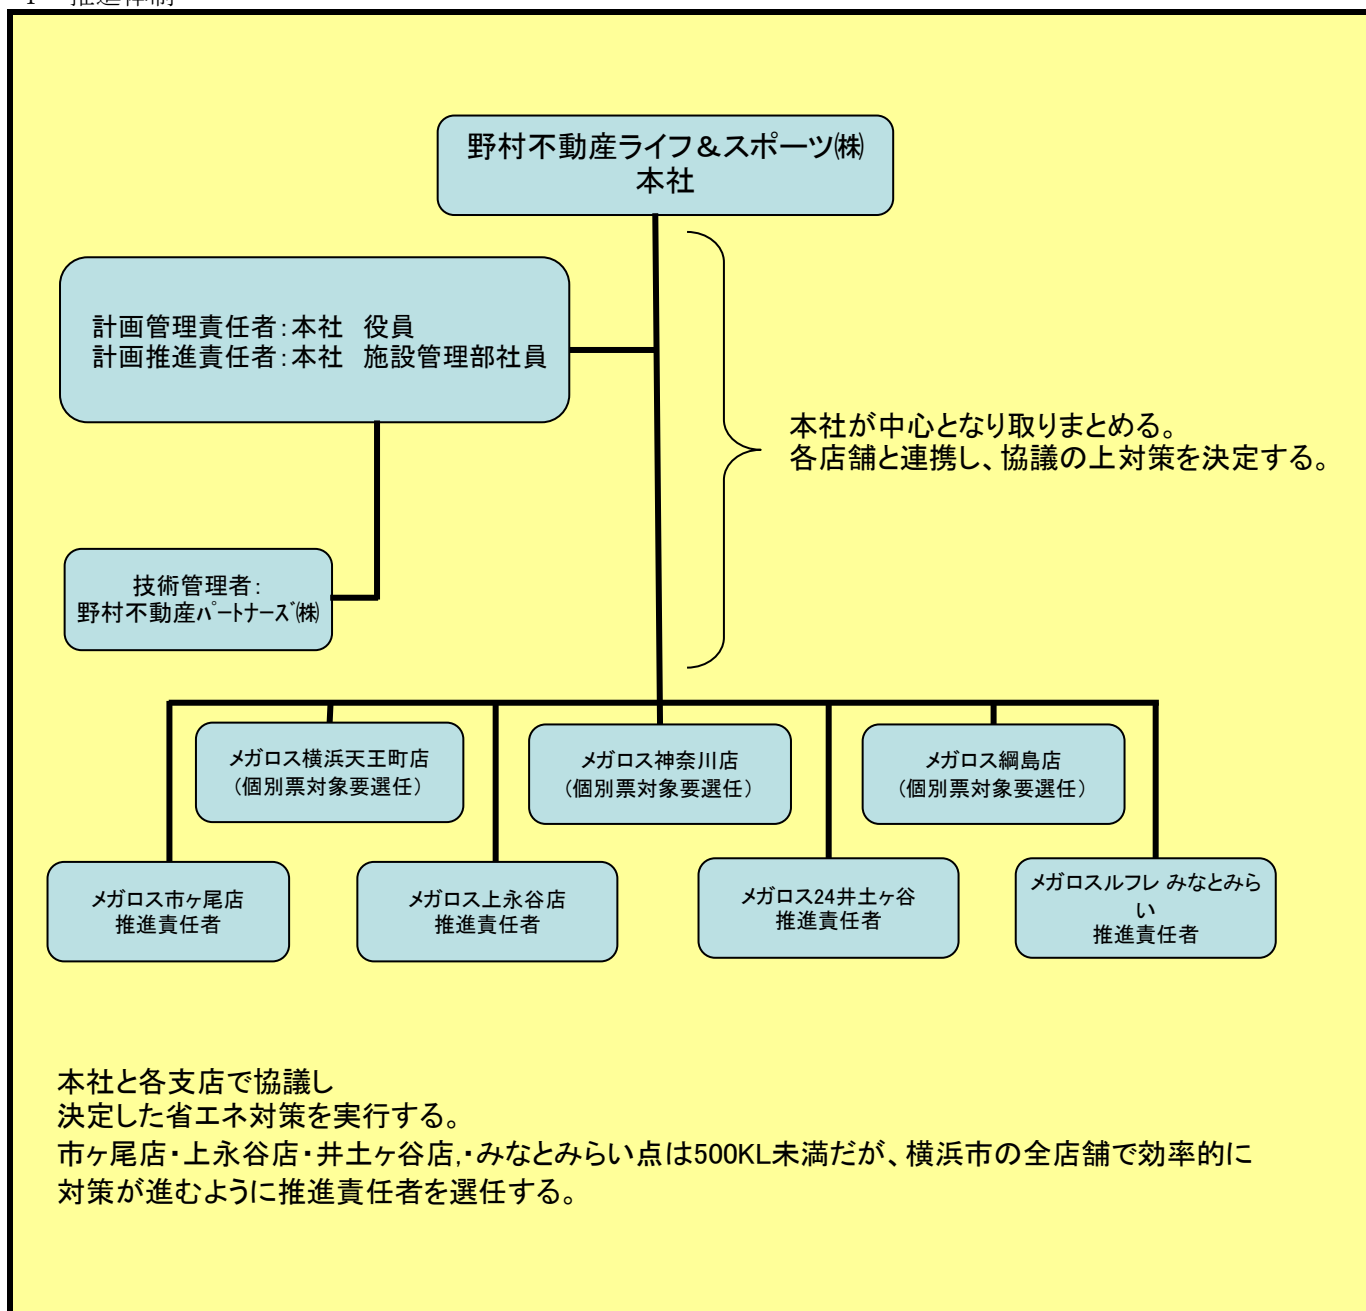 推進体制
野村不動産ライフ＆スポーツ㈱
本社
計画管理責任者：本社　役員
計画推進責任者：本社　施設管理部社員
本社が中心となり取りまとめる。
各店舗と連携し、協議の上対策を決定する。
技術管理者：
野村不動産ﾊﾟｰﾄﾅｰｽﾞ㈱
メガロス横浜天王町店
（個別票対象要選任）
メガロス神奈川店
（個別票対象要選任）
メガロス綱島店
（個別票対象要選任）
メガロス市ヶ尾店
推進責任者
メガロス上永谷店
推進責任者
メガロス24井土ヶ谷
推進責任者
メガロスルフレ みなとみら
い
推進責任者
本社と各支店で協議し
決定した省エネ対策を実行する。
市ヶ尾店・上永谷店・井土ヶ谷店,・みなとみらい点は500KL未満だが、横浜市の全店舗で効率的に
対策が進むように推進責任者を選任する。